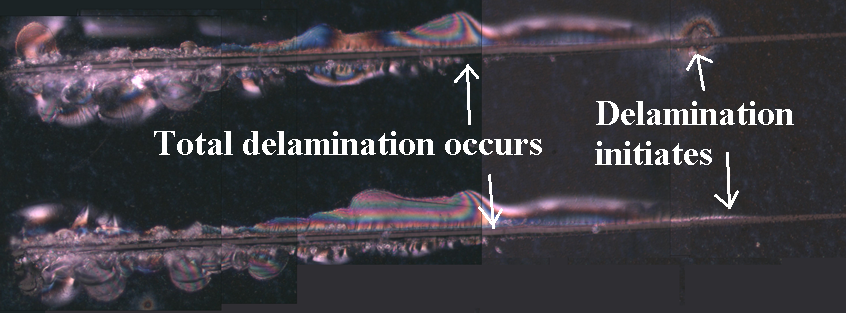 Total delamination occurs
Delamination
initiates